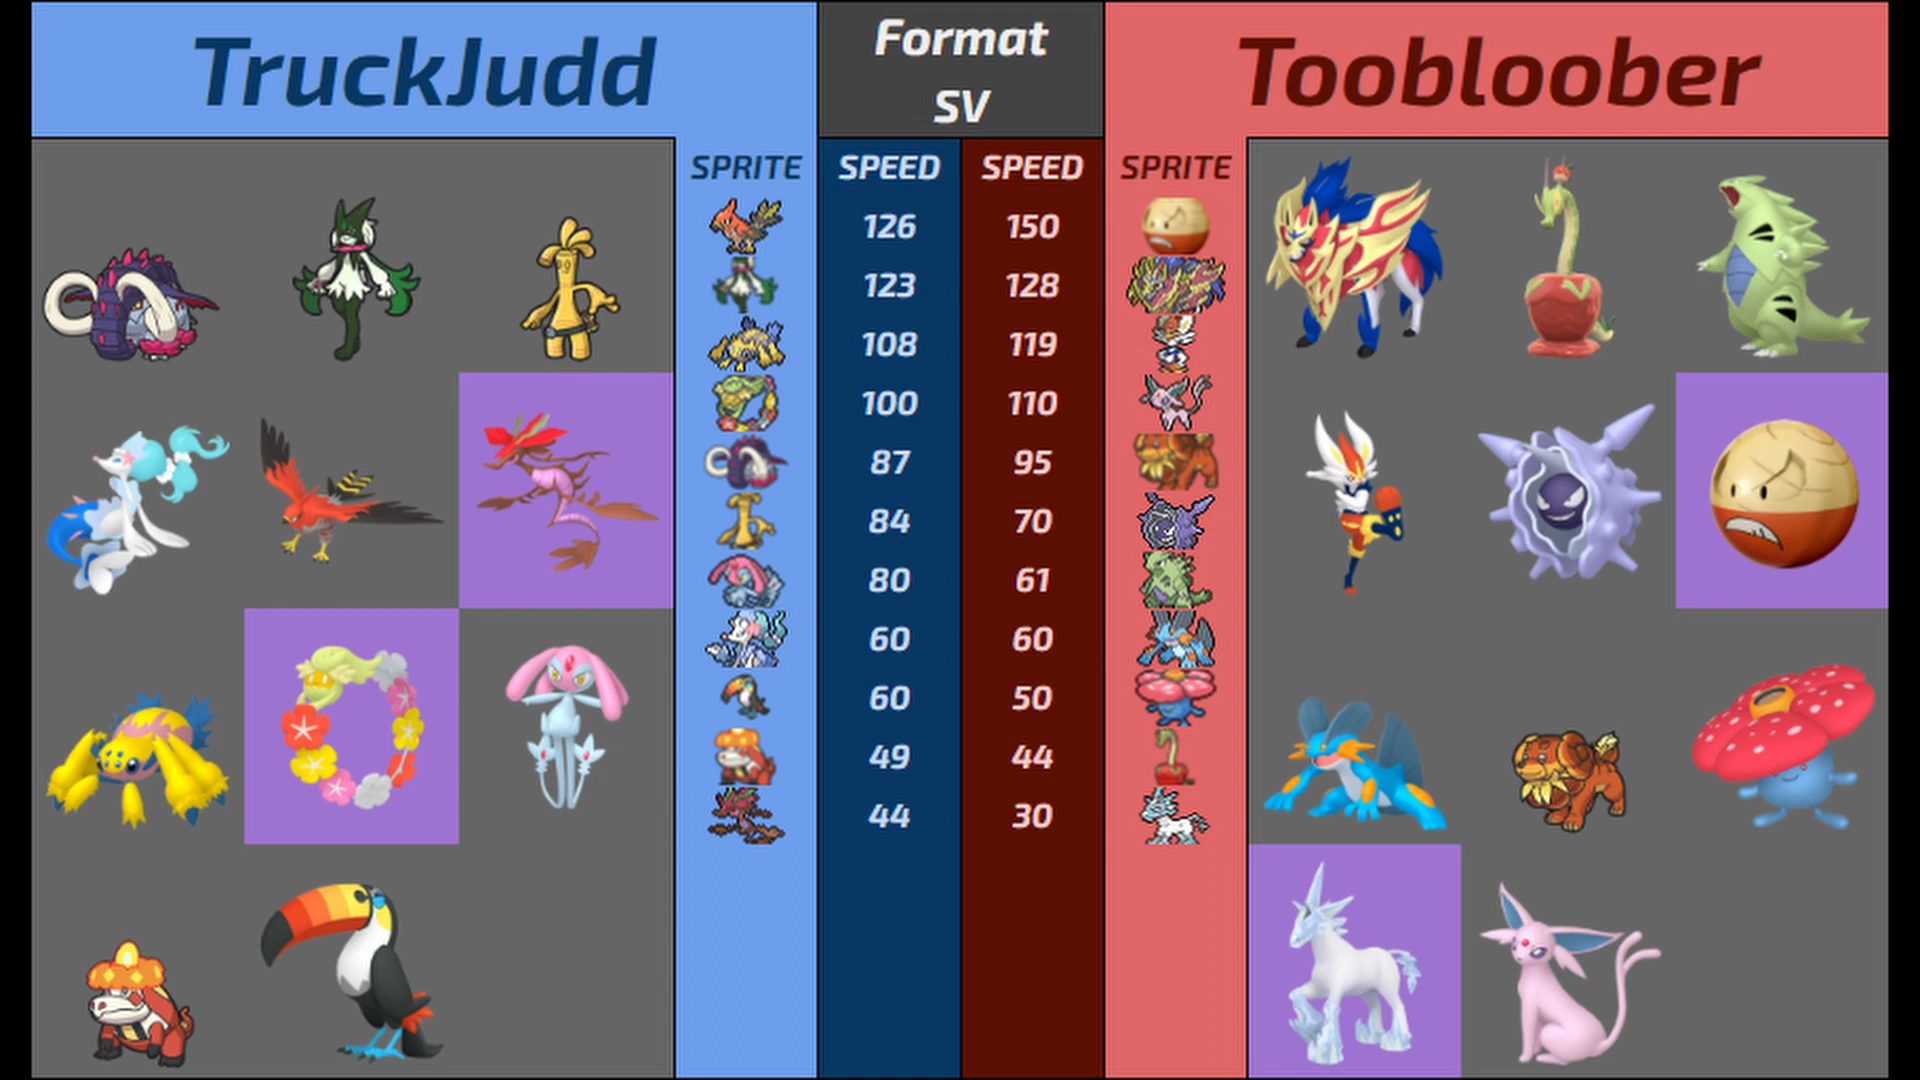 TruckJudd
Format
SV
Toobloober
SPRITE SPEED SPEED SPRITE
126 150
123 128
108 119
100 110
87 95
84 70
80 61
60 60
60 50
49 44
44 30